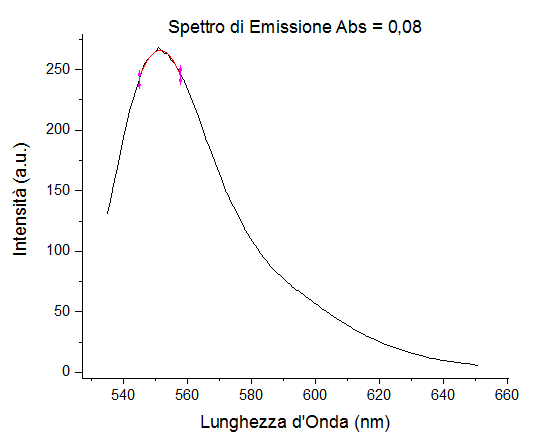 Spettro di Emissione Abs = 0,08
250
200
150
100
50
0
Intensità (a.u.)
540 560 580 600 620 640 660
Lunghezza d'Onda (nm)